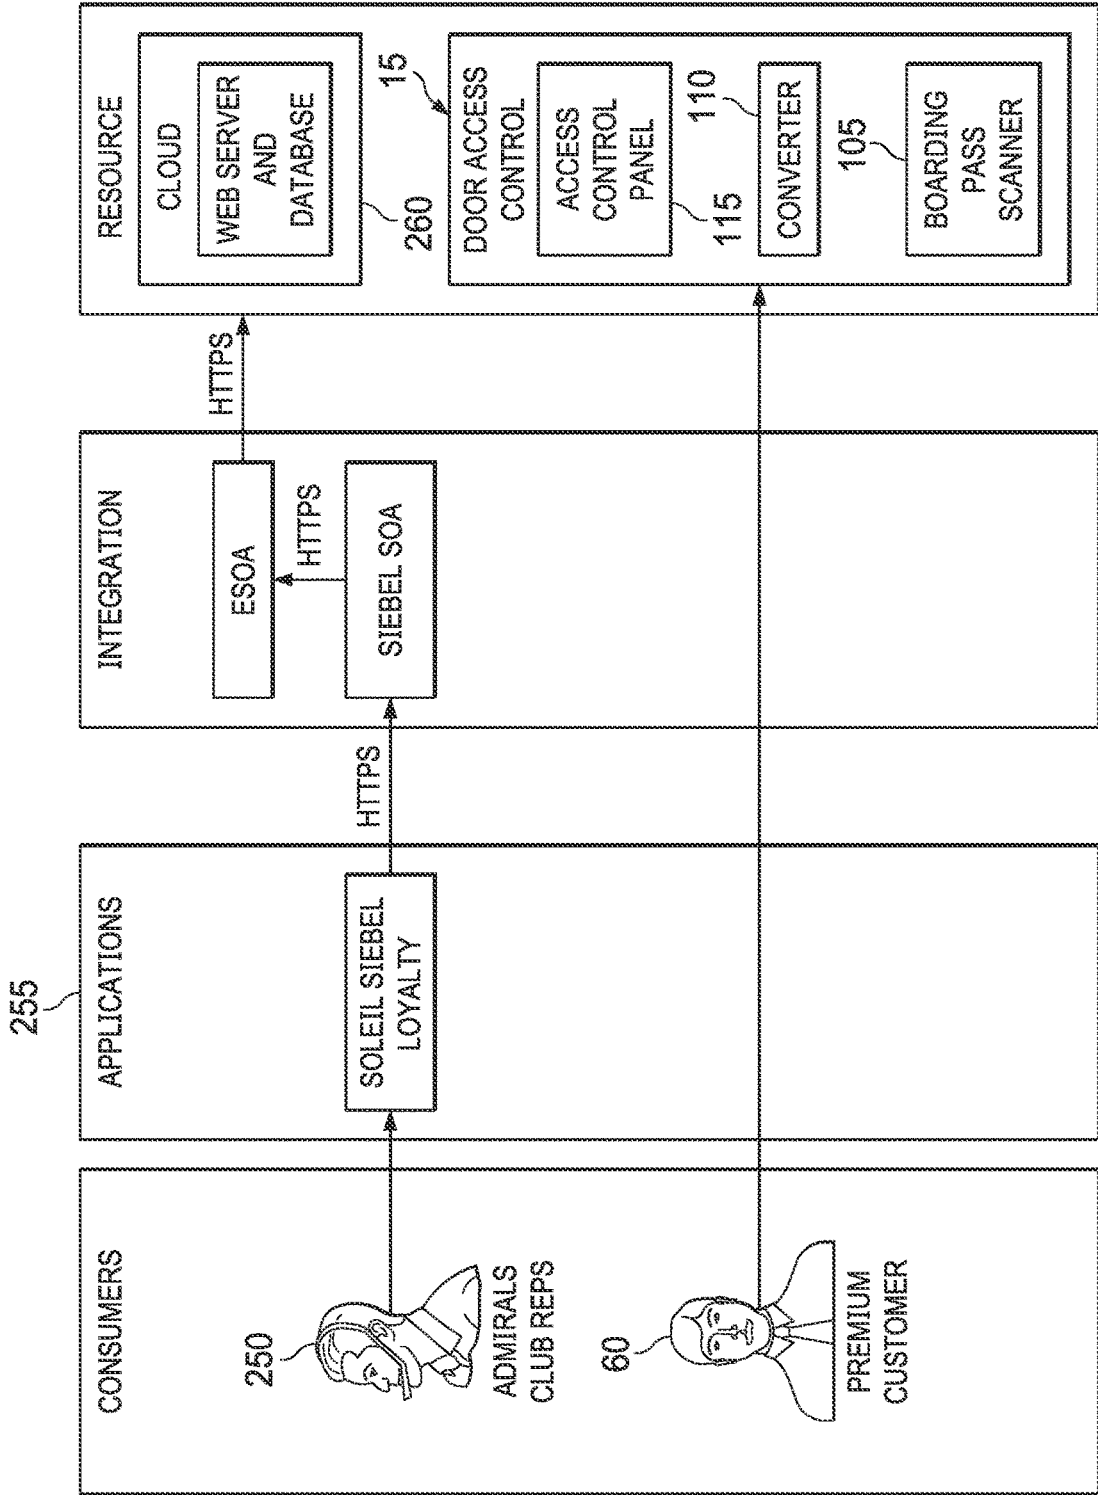 255
CONSUMERS
250
ADMIRALS
CLUB REPS
60
PREMIUM
CUSTOMER
APPLICATIONS
SOLEIL SIEBEL
LOYALTY
HTTPS
INTEGRATION
ESOA
HTTPS
SIEBEL SOA
HTTPS
RESOURCE
CLOUD
WEB SERVER
AND
DATABASE
260
15
DOOR ACCESS
CONTROL
ACCESS
CONTROL
PANEL
115
110
CONVERTER
105
BOARDING
PASS
SCANNER